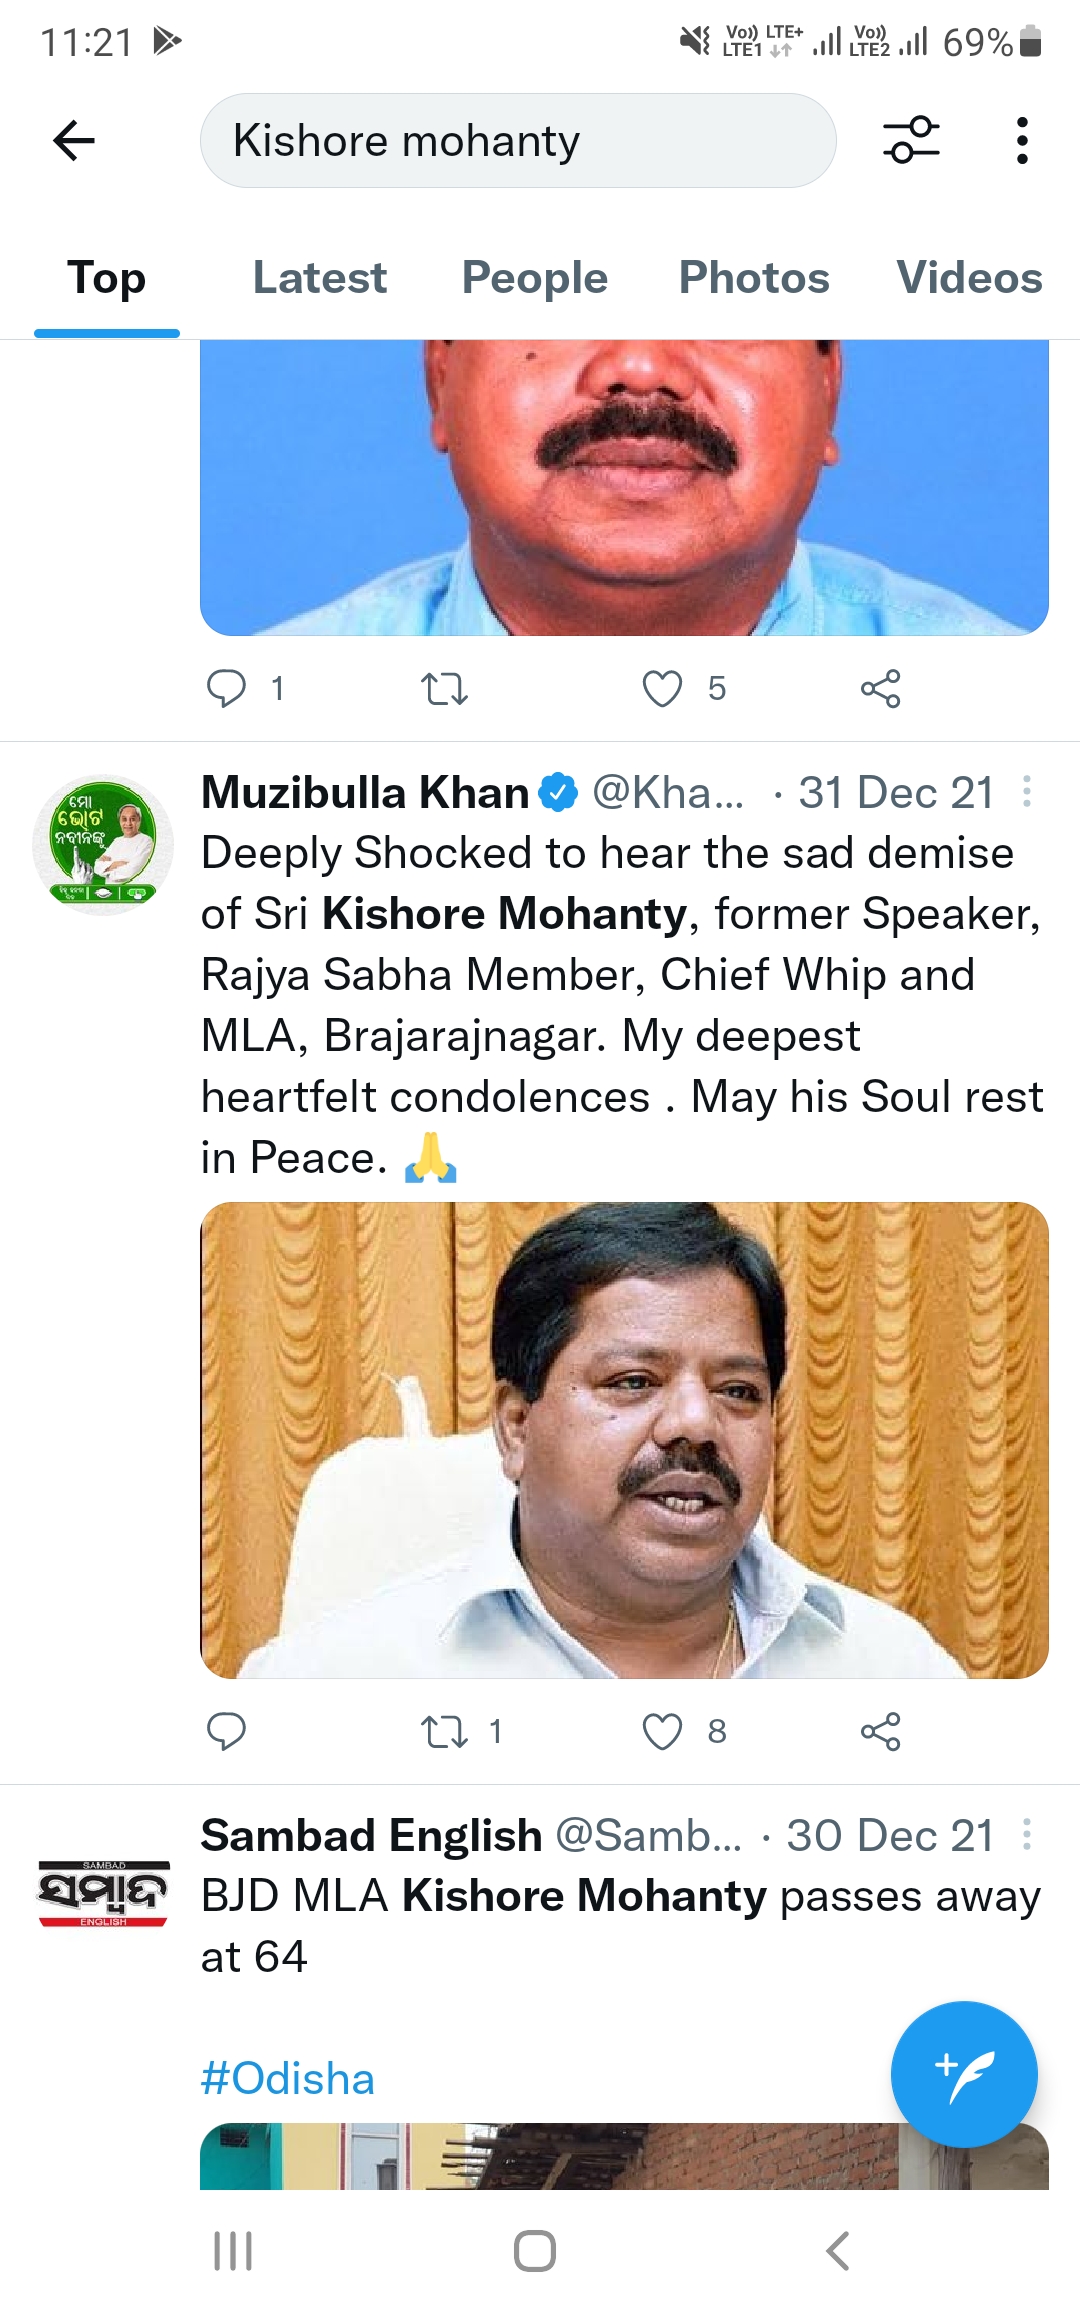 11:21
Vo)) LTE+ Vo))
LTE1 LTE2 69%
Kishore mohanty
Top Latest People Photos Videos
1 5
Muzibulla Khan @Kha... · 31 Dec 21
Deeply Shocked to hear the sad demise
of Sri Kishore Mohanty, former Speaker,
Rajya Sabha Member, Chief Whip and
MLA, Brajarajnagar. My deepest
heartfelt condolences . May his Soul rest
in Peace. 🙏
ମୋ
ଭୋଟ
ନବୀନଙ୍କୁ
1 8
Sambad English @Samb... · 30 Dec 21
BJD MLA Kishore Mohanty passes away
at 64
#Odisha
SAMBAD
ସମ୍ବାଦ
ENGLISH